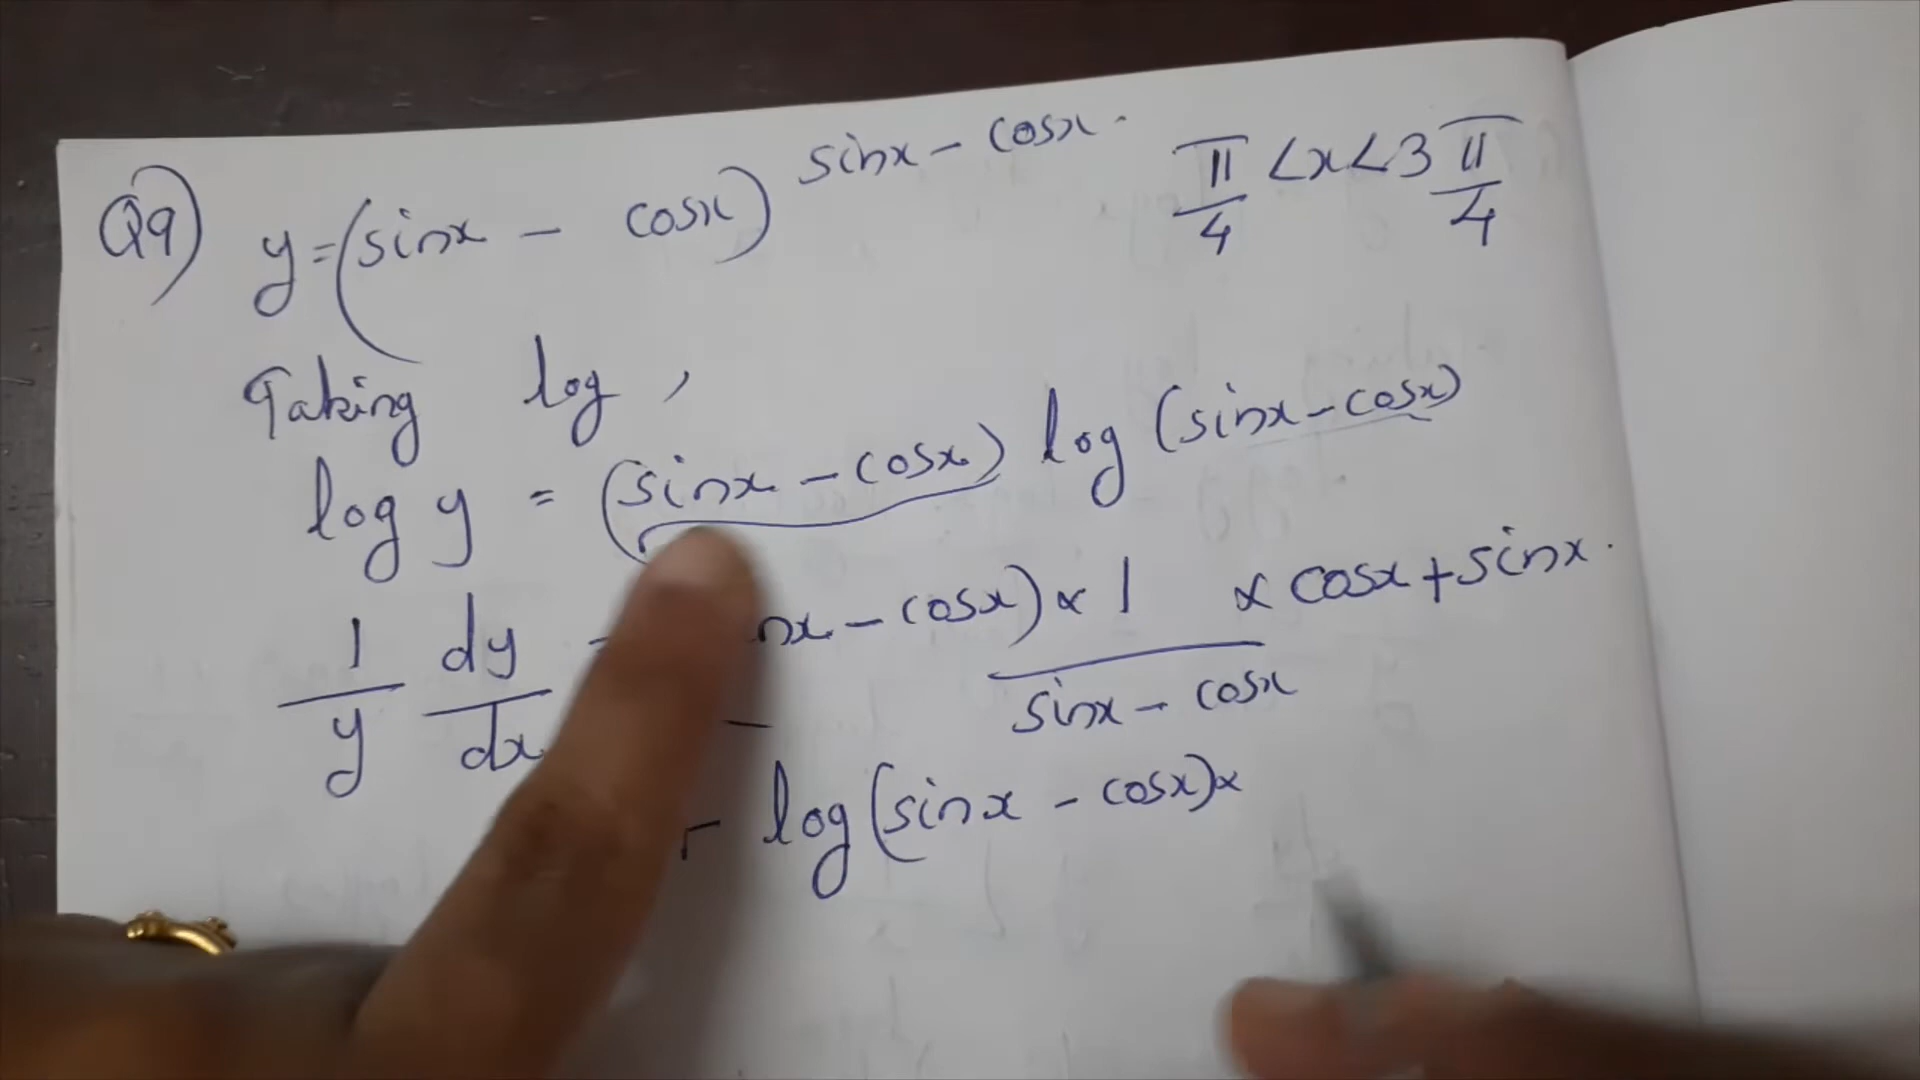 Q9) y = (sinx - cosx)^{sinx - cosx} π/4 < x < 3π/4
Taking log,
log y = (sinx - cosx) log (sinx - cosx)
1/y dy/dx nx - cosx) × 1/(sinx - cosx) × cosx + sinx.
log (sinx - cosx) ×